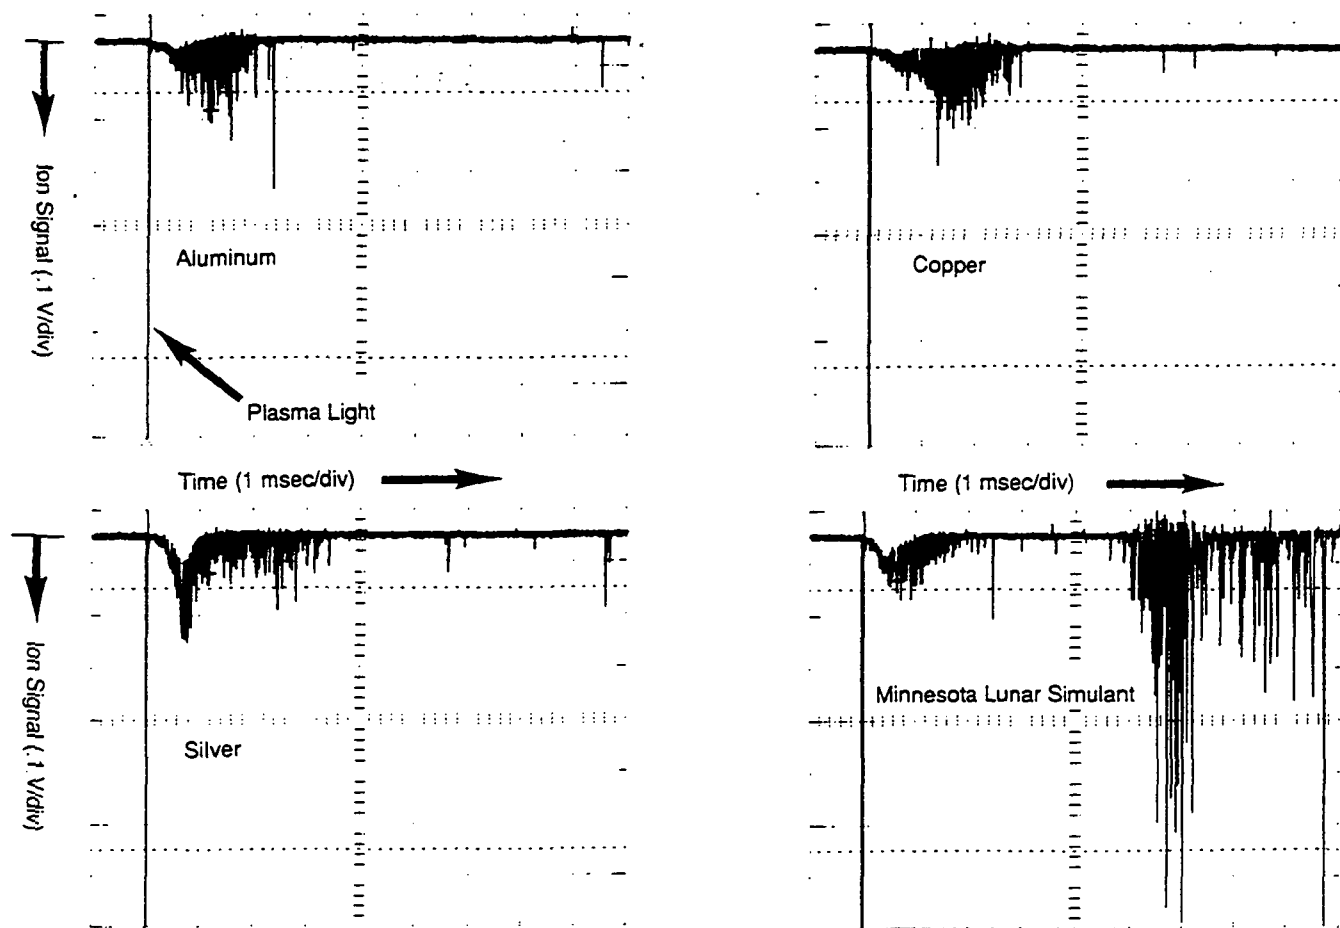 Ion Signal (.1 V/div)
Aluminum
Plasma Light
Copper
Time (1 msec/div)
Time (1 msec/div)
Ion Signal (.1 V/div)
Silver
Minnesota Lunar Simulant